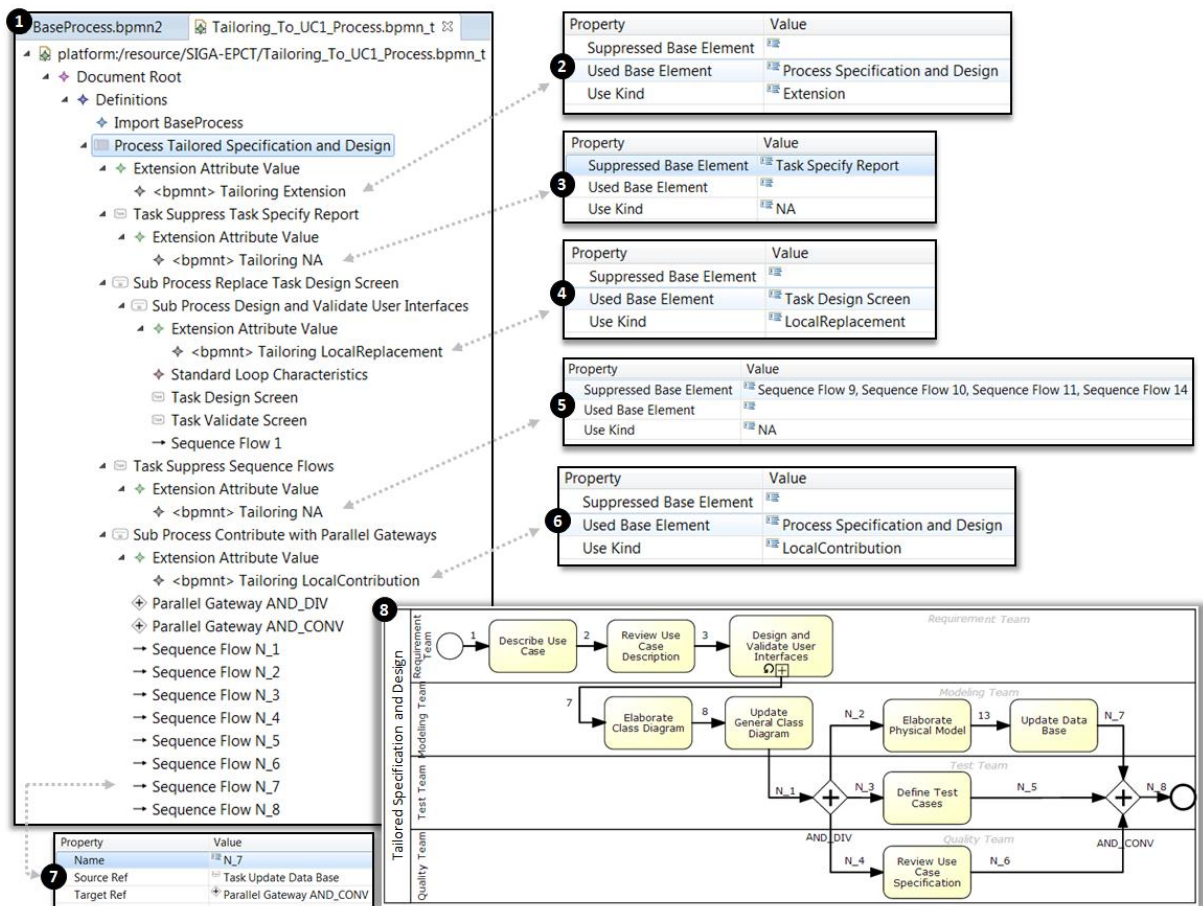 1
BaseProcess.bpmn2
Tailoring_To_UC1_Process.bpmn_t
platform:/resource/SIGA-EPCT/Tailoring_To_UC1_Process.bpmn_t
Document Root
Definitions
Import BaseProcess
Process Tailored Specification and Design
Extension Attribute Value
<bpmnt> Tailoring Extension
Task Suppress Task Specify Report
Extension Attribute Value
<bpmnt> Tailoring NA
Sub Process Replace Task Design Screen
Sub Process Design and Validate User Interfaces
Extension Attribute Value
<bpmnt> Tailoring LocalReplacement
Standard Loop Characteristics
Task Design Screen
Task Validate Screen
Sequence Flow 1
Task Suppress Sequence Flows
Extension Attribute Value
<bpmnt> Tailoring NA
Sub Process Contribute with Parallel Gateways
Extension Attribute Value
<bpmnt> Tailoring LocalContribution
Parallel Gateway AND_DIV
Parallel Gateway AND_CONV
Sequence Flow N_1
Sequence Flow N_2
Sequence Flow N_3
Sequence Flow N_4
Sequence Flow N_5
Sequence Flow N_6
Sequence Flow N_7
Sequence Flow N_8
2
Property Value
Suppressed Base Element
Used Base Element Process Specification and Design
Use Kind Extension
3
Property Value
Suppressed Base Element Task Specify Report
Used Base Element
Use Kind NA
4
Property Value
Suppressed Base Element
Used Base Element Task Design Screen
Use Kind LocalReplacement
5
Property Value
Suppressed Base Element Sequence Flow 9, Sequence Flow 10, Sequence Flow 11, Sequence Flow 14
Used Base Element
Use Kind NA
6
Property Value
Suppressed Base Element
Used Base Element Process Specification and Design
Use Kind LocalContribution
7
Property Value
Name N_7
Source Ref Task Update Data Base
Target Ref Parallel Gateway AND_CONV
8
Tailored Specification and Design
Requirement
Team
Requirement Team
1
Describe Use
Case
2
Review Use
Case
Description
3
Design and
Validate User
Interfaces
Modeling Team
Modeling Team
7
Elaborate
Class Diagram
8
Update
General Class
Diagram
N_2
Elaborate
Physical Model
13
Update Data
Base
N_7
Test Team
Test Team
N_1
N_3
Define Test
Cases
N_5
N_8
AND_DIV
AND_CONV
Quality Team
Quality Team
N_4
Review Use
Case
Specification
N_6